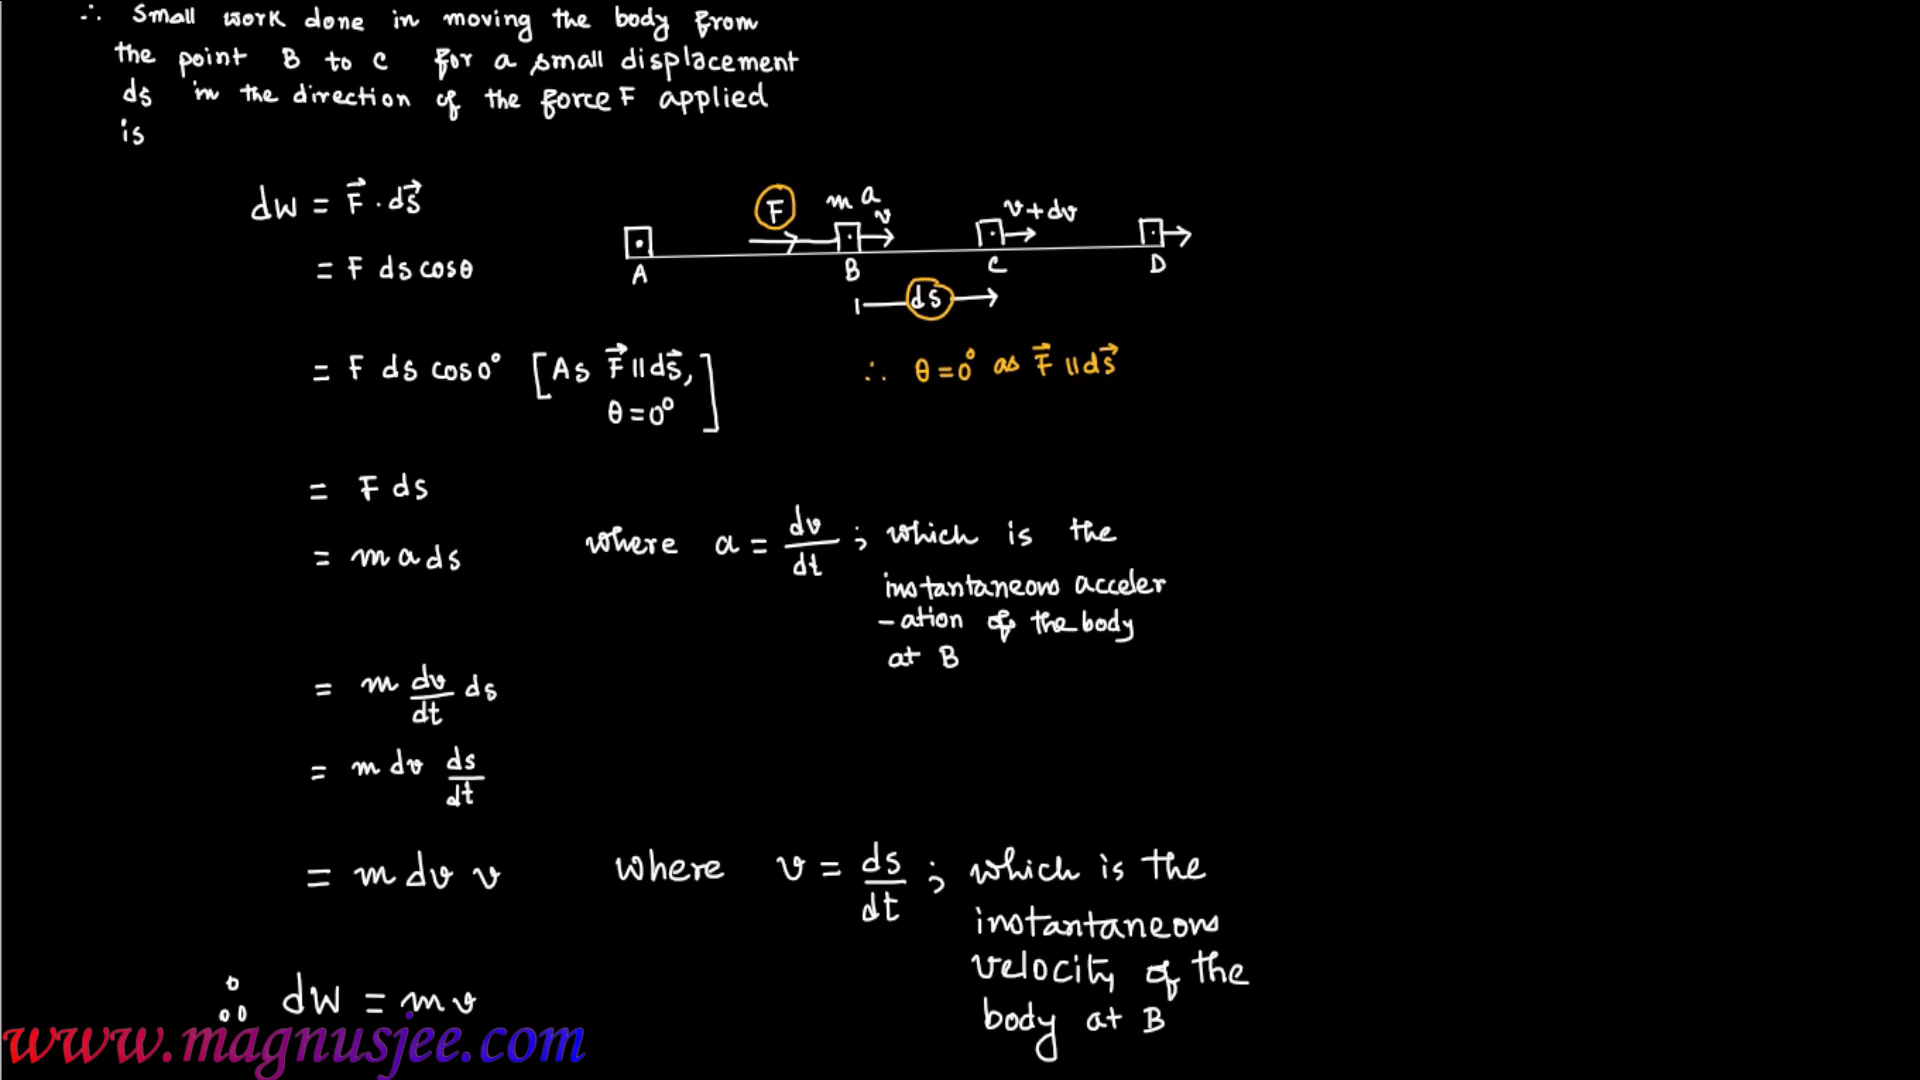 ∴ Small work done in moving the body from
the point B to C for a small displacement
ds in the direction of the force F applied
is
dW = F⃗ . ds⃗
= F ds cosθ
= F ds cos0° [As F⃗ || ds⃗,
θ = 0°]
F
m a
v
v+dv
A
B
C
D
ds
∴ θ = 0° as F⃗ || ds⃗
= F ds
= m a ds where a = dv/dt ; which is the
instantaneous acceler
-ation of the body
at B
= m dv/dt ds
= m dv ds/dt
= m dv v where v = ds/dt ; which is the
instantaneous
velocity of the
body at B
∴ dW = m v
www.magnusjee.com